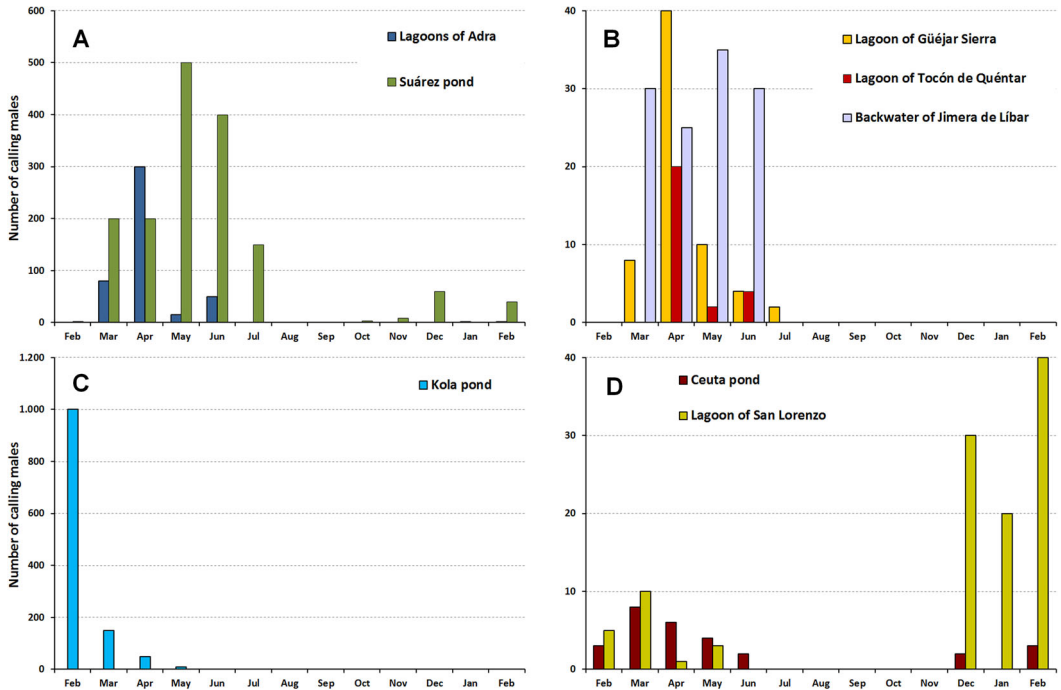 A
Number of calling males
600
500
400
300
200
100
0
Lagoons of Adra
Suárez pond
Feb Mar Apr May Jun Jul Aug Sep Oct Nov Dec Jan Feb
B
40
30
20
10
0
Lagoon of Güéjar Sierra
Lagoon of Tocón de Quéntar
Backwater of Jimera de Líbar
Feb Mar Apr May Jun Jul Aug Sep Oct Nov Dec Jan Feb
C
Number of calling males
1.200
1.000
800
600
400
200
0
Kola pond
Feb Mar Apr May Jun Jul Aug Sep Oct Nov Dec Jan Feb
D
40
30
20
10
0
Ceuta pond
Lagoon of San Lorenzo
Feb Mar Apr May Jun Jul Aug Sep Oct Nov Dec Jan Feb